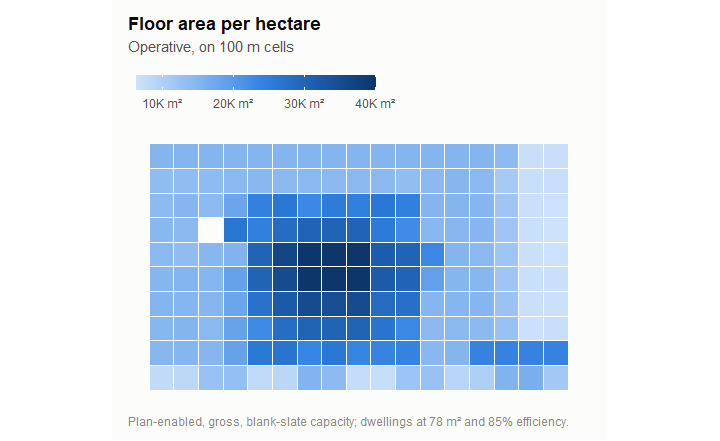 Floor area per hectare
Operative, on 100 m cells
10K m² 20K m² 30K m² 40K m²
Plan-enabled, gross, blank-slate capacity; dwellings at 78 m² and 85% efficiency.